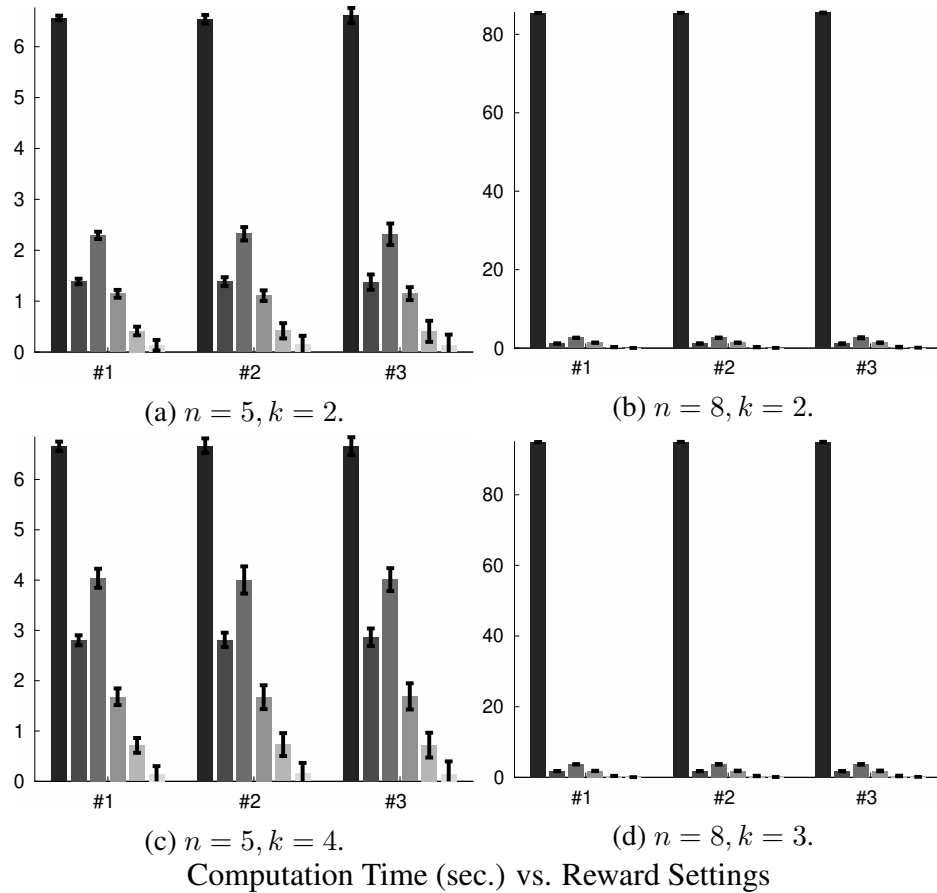 6
5
4
3
2
1
0
#1 #2 #3
(a) n = 5, k = 2.
80
60
40
20
0
#1 #2 #3
(b) n = 8, k = 2.
6
5
4
3
2
1
0
#1 #2 #3
(c) n = 5, k = 4.
80
60
40
20
0
#1 #2 #3
(d) n = 8, k = 3.
Computation Time (sec.) vs. Reward Settings